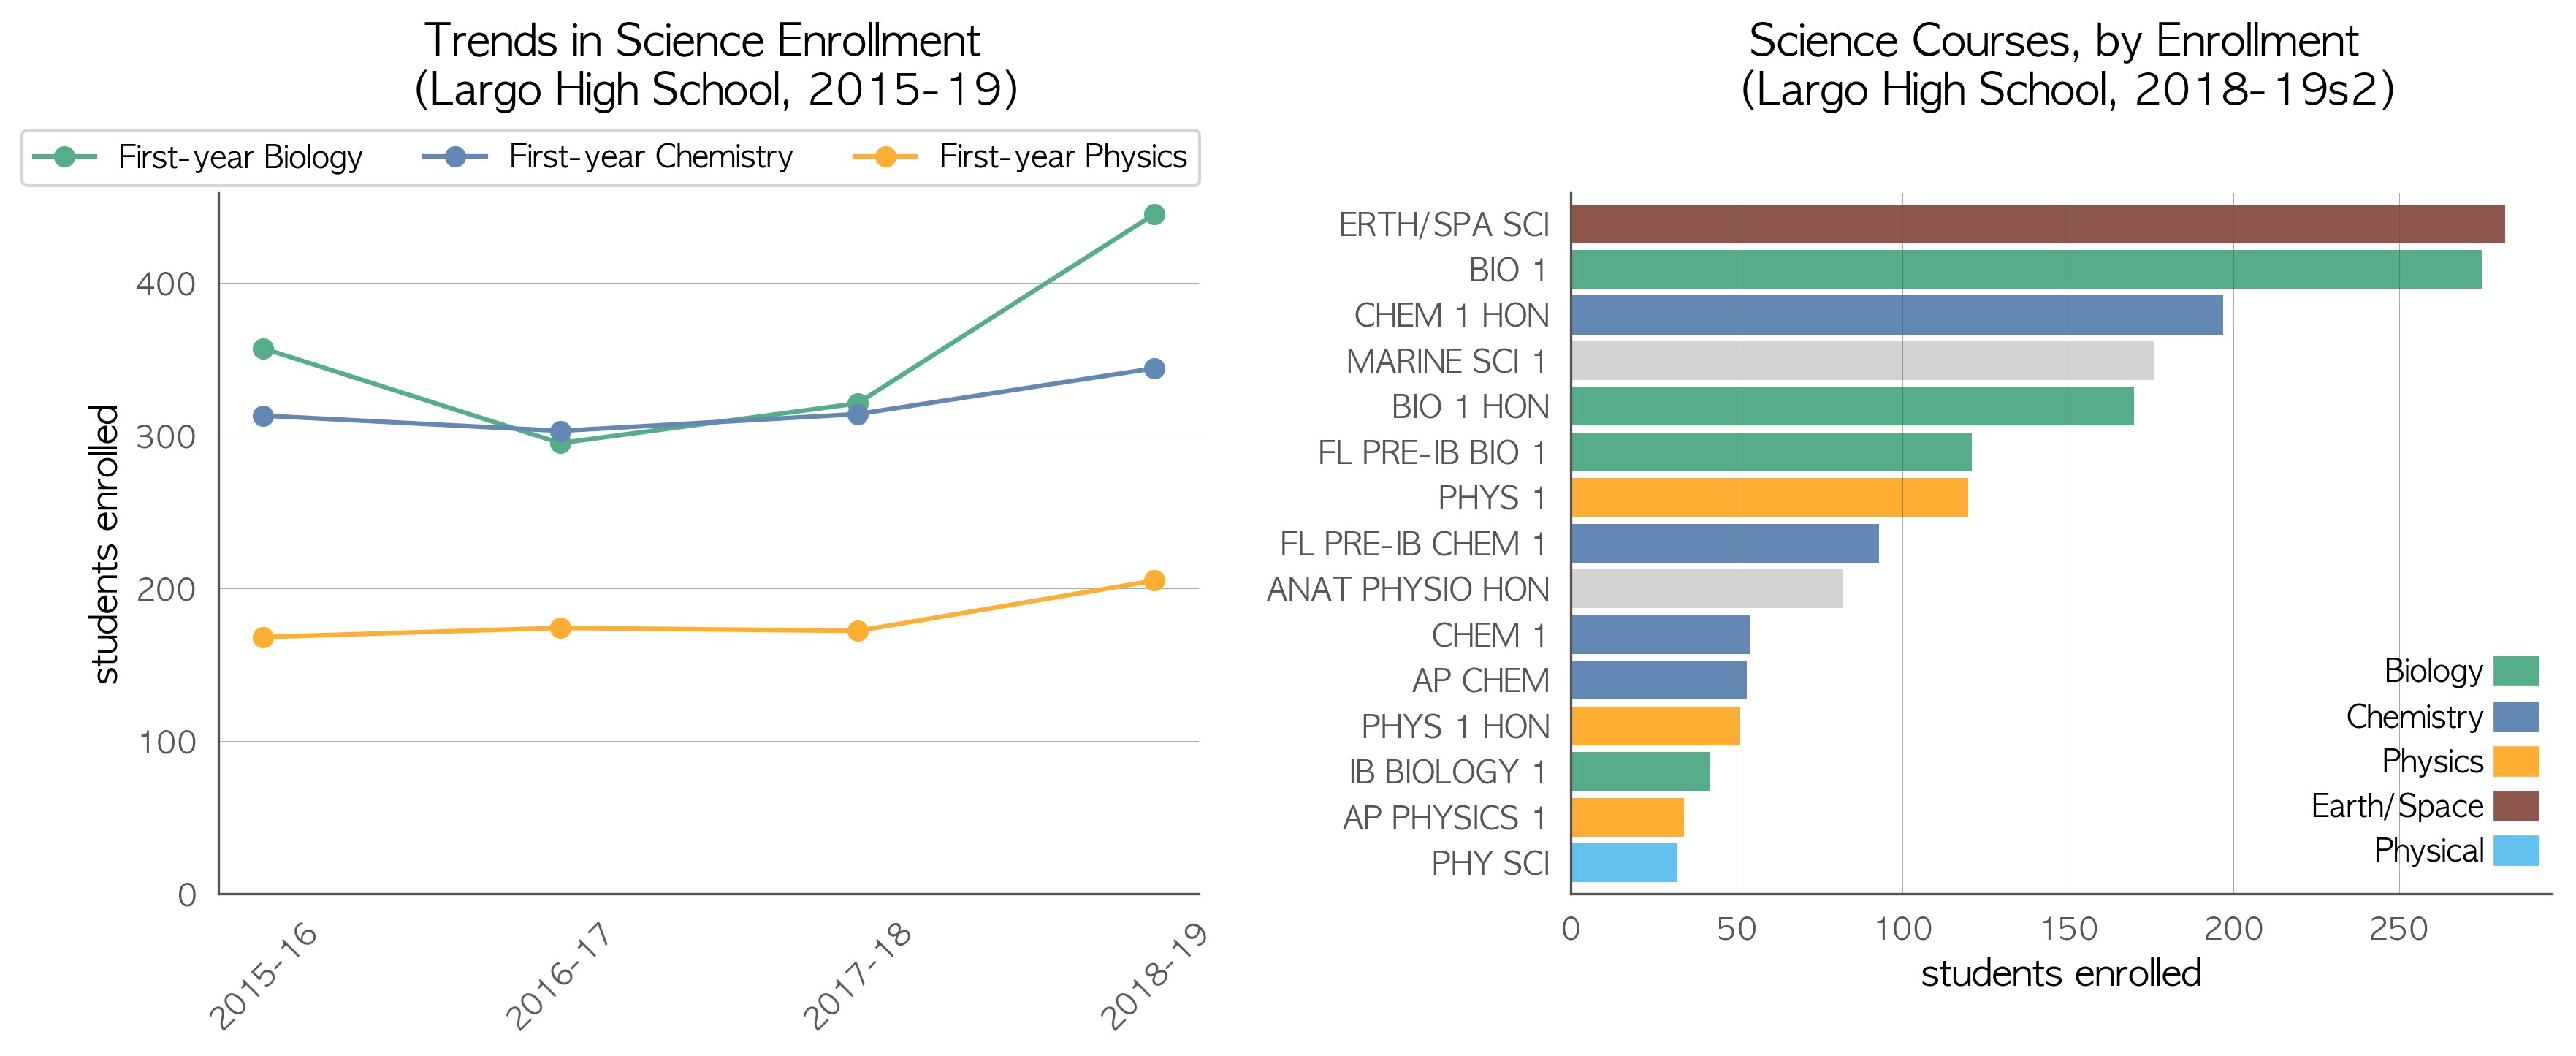 Trends in Science Enrollment
(Largo High School, 2015-19)
First-year Biology
First-year Chemistry
First-year Physics
students enrolled
400
300
200
100
0
2015-16
2016-17
2017-18
2018-19
Science Courses, by Enrollment
(Largo High School, 2018-19s2)
ERTH/SPA SCI
BIO 1
CHEM 1 HON
MARINE SCI 1
BIO 1 HON
FL PRE-IB BIO 1
PHYS 1
FL PRE-IB CHEM 1
ANAT PHYSIO HON
CHEM 1
AP CHEM
PHYS 1 HON
IB BIOLOGY 1
AP PHYSICS 1
PHY SCI
Biology
Chemistry
Physics
Earth/Space
Physical
0
50
100
150
200
250
students enrolled